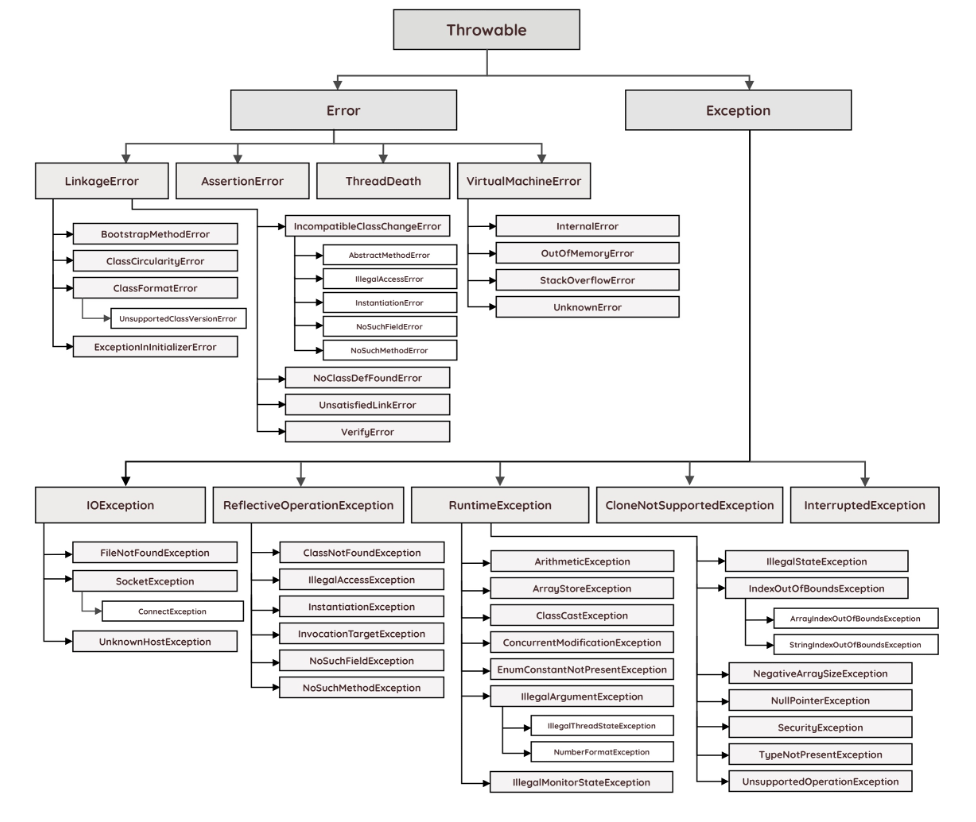 Throwable
Error
Exception
LinkageError
AssertionError
ThreadDeath
VirtualMachineError
BootstrapMethodError
ClassCircularityError
ClassFormatError
UnsupportedClassVersionError
ExceptionInInitializerError
IncompatibleClassChangeError
AbstractMethodError
IllegalAccessError
InstantiationError
NoSuchFieldError
NoSuchMethodError
NoClassDefFoundError
UnsatisfiedLinkError
VerifyError
InternalError
OutOfMemoryError
StackOverflowError
UnknownError
IOException
ReflectiveOperationException
RuntimeException
CloneNotSupportedException
InterruptedException
FileNotFoundException
SocketException
ConnectException
UnknownHostException
ClassNotFoundException
IllegalAccessException
InstantiationException
InvocationTargetException
NoSuchFieldException
NoSuchMethodException
ArithmeticException
ArrayStoreException
ClassCastException
ConcurrentModificationException
EnumConstantNotPresentException
IllegalArgumentException
IllegalThreadStateException
NumberFormatException
IllegalMonitorStateException
IllegalStateException
IndexOutOfBoundsException
ArrayIndexOutOfBoundsException
StringIndexOutOfBoundsException
NegativeArraySizeException
NullPointerException
SecurityException
TypeNotPresentException
UnsupportedOperationException